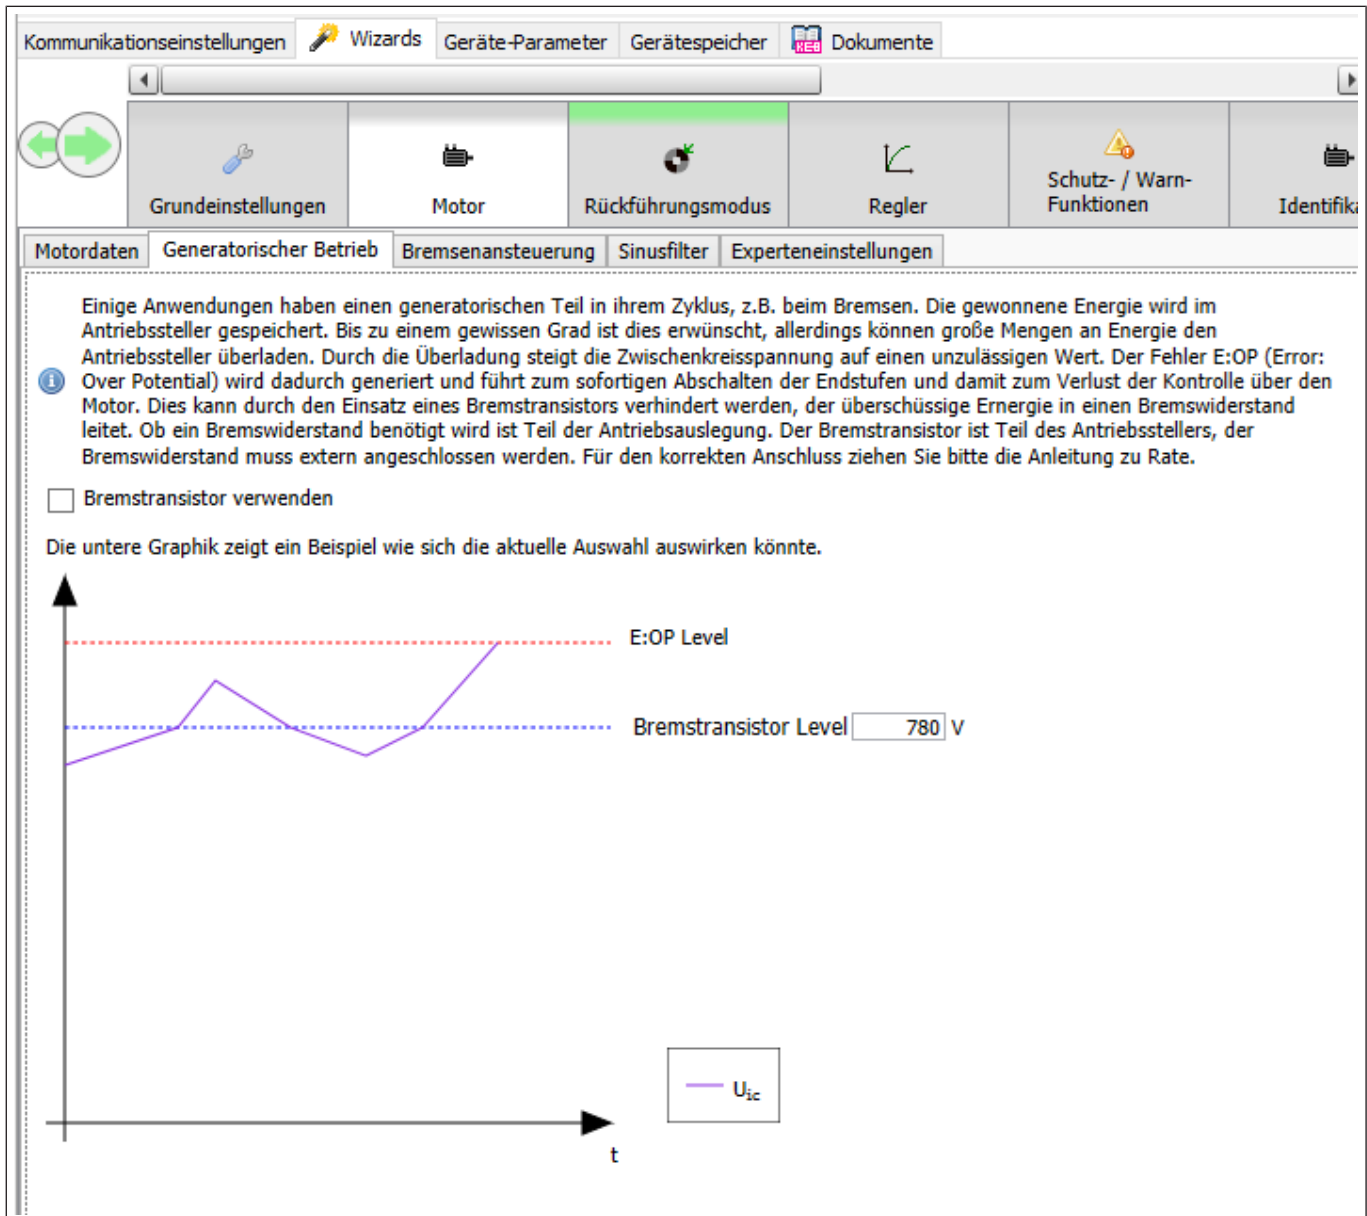 Kommunikationseinstellungen Wizards Geräte-Parameter Gerätespeicher KEB Dokumente
Grundeinstellungen Motor Rückführungsmodus Regler Schutz- / Warn-
Funktionen Identifika
Motordaten Generatorischer Betrieb Bremsenansteuerung Sinusfilter Experteneinstellungen
Einige Anwendungen haben einen generatorischen Teil in ihrem Zyklus, z.B. beim Bremsen. Die gewonnene Energie wird im
Antriebssteller gespeichert. Bis zu einem gewissen Grad ist dies erwünscht, allerdings können große Mengen an Energie den
Antriebssteller überladen. Durch die Überladung steigt die Zwischenkreisspannung auf einen unzulässigen Wert. Der Fehler E:OP (Error:
Over Potential) wird dadurch generiert und führt zum sofortigen Abschalten der Endstufen und damit zum Verlust der Kontrolle über den
Motor. Dies kann durch den Einsatz eines Bremstransistors verhindert werden, der überschüssige Ernergie in einen Bremswiderstand
leitet. Ob ein Bremswiderstand benötigt wird ist Teil der Antriebsauslegung. Der Bremstransistor ist Teil des Antriebsstellers, der
Bremswiderstand muss extern angeschlossen werden. Für den korrekten Anschluss ziehen Sie bitte die Anleitung zu Rate.
Bremstransistor verwenden
Die untere Graphik zeigt ein Beispiel wie sich die aktuelle Auswahl auswirken könnte.
E:OP Level
Bremstransistor Level 780 V
U_ic
t